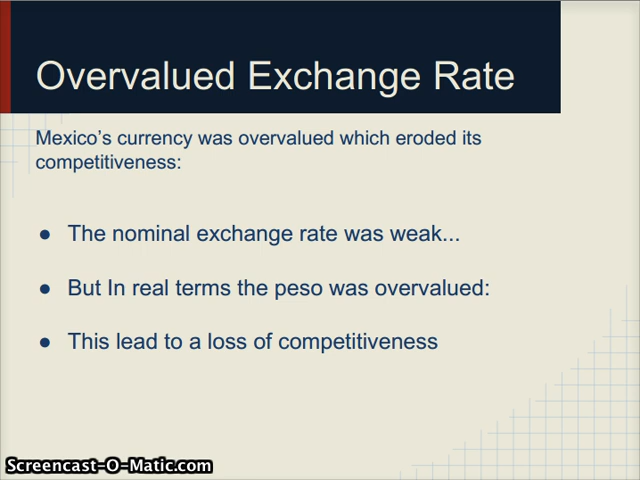 Overvalued Exchange Rate
Mexico's currency was overvalued which eroded its
competitiveness:
● The nominal exchange rate was weak...
● But In real terms the peso was overvalued:
● This lead to a loss of competitiveness
Screencast-O-Matic.com